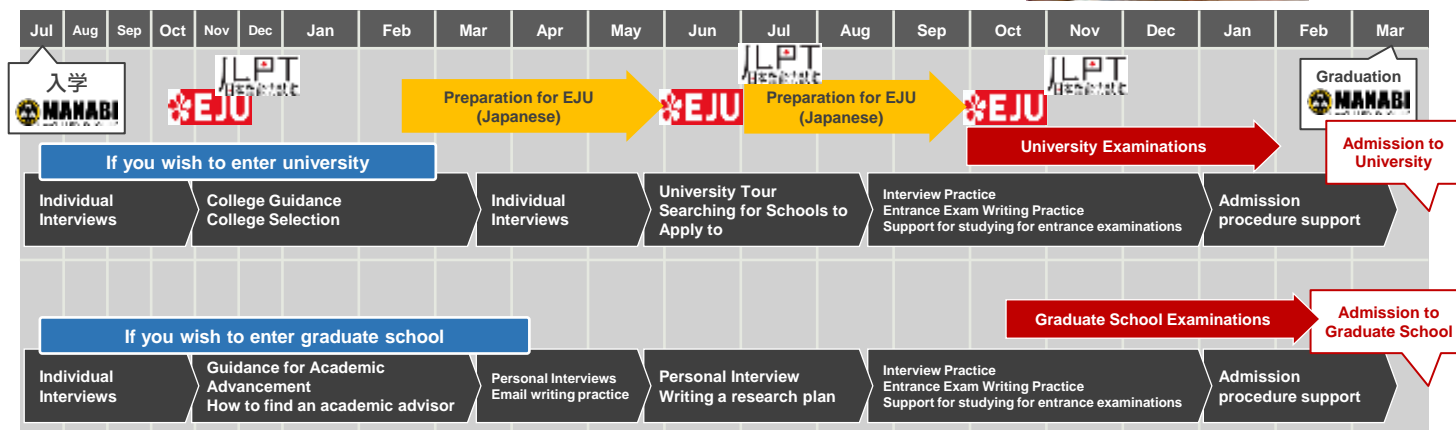 Jul Aug Sep Oct Nov Dec Jan Feb Mar Apr May Jun Jul Aug Sep Oct Nov Dec Jan Feb Mar
入学
MANABI
EJU
JLPT
Preparation for EJU
(Japanese)
EJU
JLPT
Preparation for EJU
(Japanese)
EJU
JLPT
Graduation
MANABI
University Examinations
Admission to
University
If you wish to enter university
Individual
Interviews
College Guidance
College Selection
Individual
Interviews
University Tour
Searching for Schools to
Apply to
Interview Practice
Entrance Exam Writing Practice
Support for studying for entrance examinations
Admission
procedure support
Graduate School Examinations
Admission to
Graduate School
If you wish to enter graduate school
Individual
Interviews
Guidance for Academic
Advancement
How to find an academic advisor
Personal Interviews
Email writing practice
Personal Interview
Writing a research plan
Interview Practice
Entrance Exam Writing Practice
Support for studying for entrance examinations
Admission
procedure support